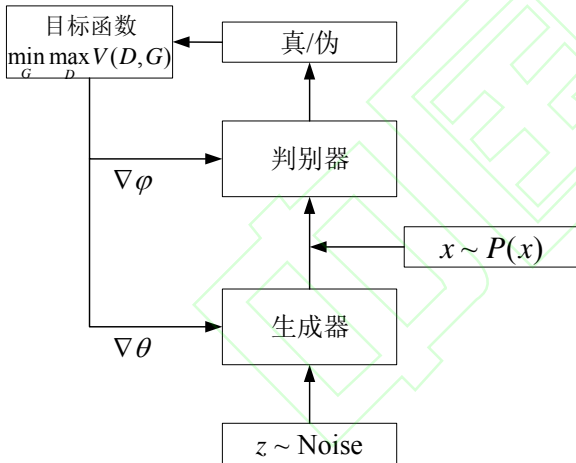 目标函数
min max V(D,G)
G D
真/伪
判别器
∇φ
x ~ P(x)
生成器
∇θ
z ~ Noise